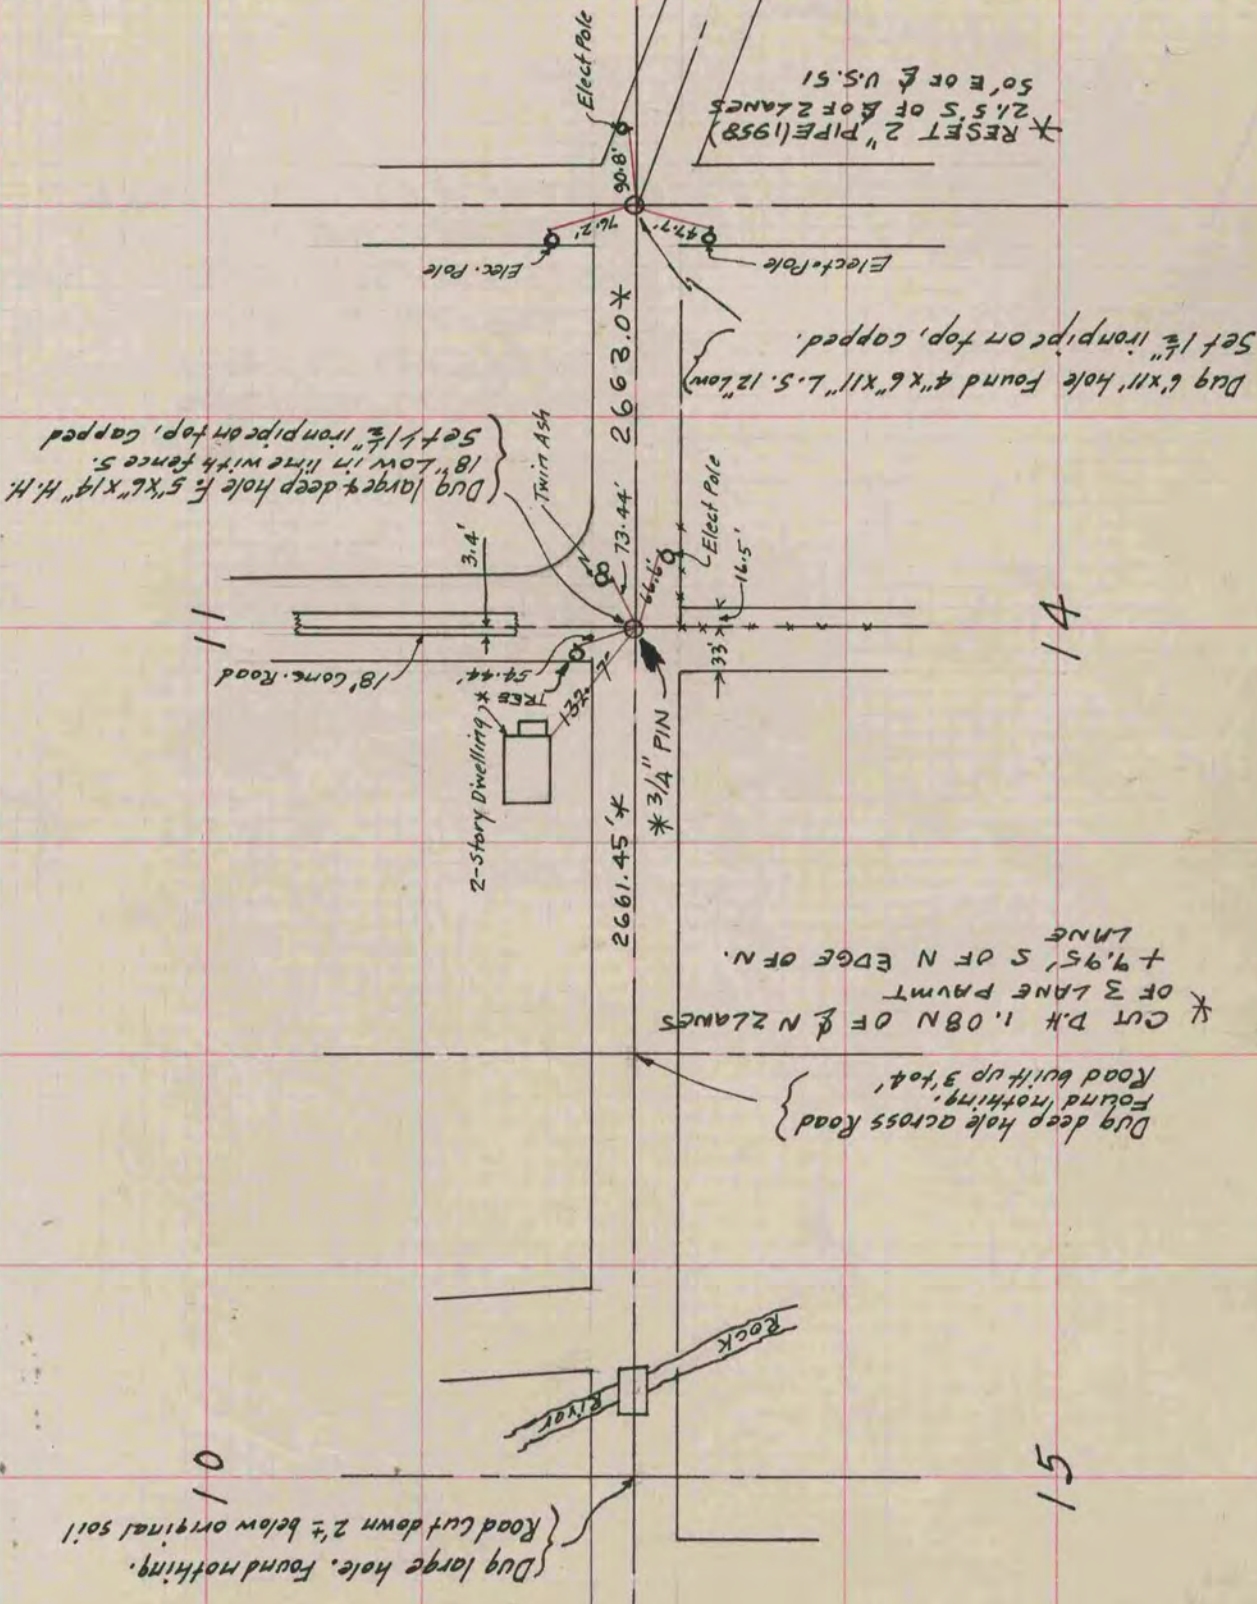 Elect Pole
* RESET 2" PIPE (1958)
21.5 S. OF ℄ OF 2 LANES
50' E OF ℄ U.S. 51
90.8'
76.2'
47.7'
Elec. Pole
Elect. Pole
2663.0*
Dug 6'x11' hole Found 4"x6"x11" L.S. 12" Low
Set 1½" iron pipe on top, capped.
Dug large & deep hole F. 5"x6"x14" H.H.
18" Low in line with fence S.
Set 1½" iron pipe on top, capped
Twin Ash
73.44'
66.6'
Elect Pole
16.5'
3.4'
11
14
33'
18' Conc. Road
54.44'
TREE *
132.7'
2-Story Dwelling
* 3/4" PIN
2661.45'*
* CUT D.H 1.08N OF ℄ N 2 LANES
OF 3 LANE PAVMT
+ 9.95' S OF N EDGE OF N.
LANE
Dug deep hole across Road
Found nothing.
Road built up 3' to 4'
River
Rock
10
15
Dug large hole. Found nothing.
Road cut down 2'± below original soil